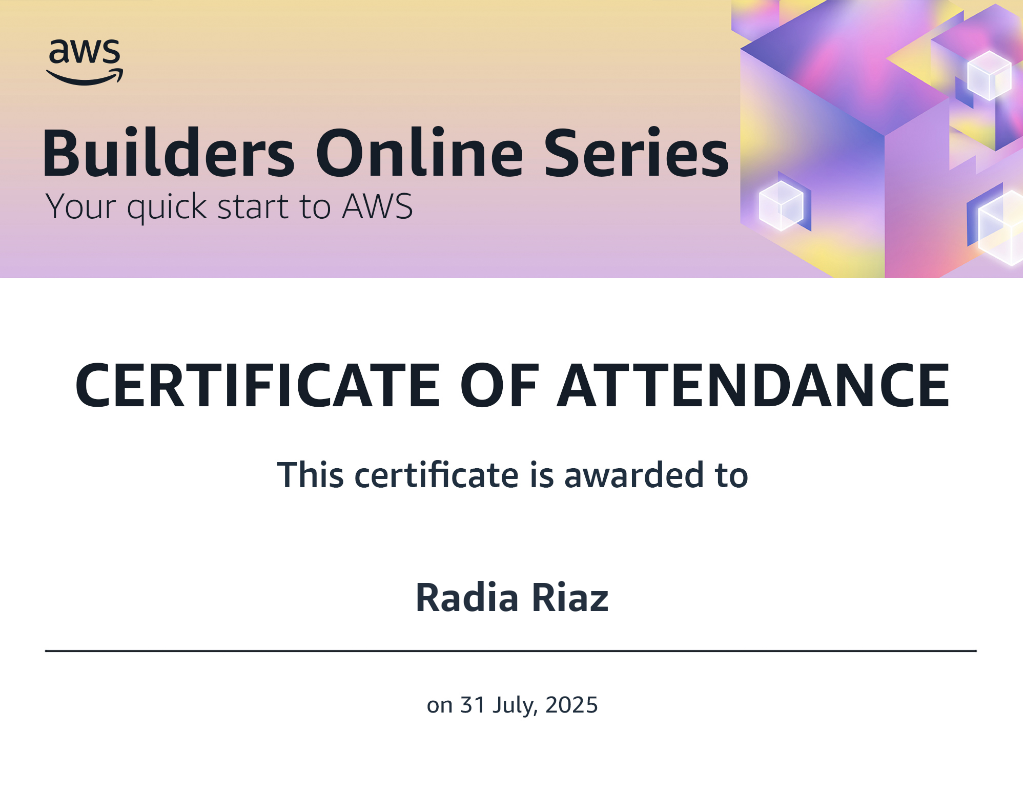 aws
Builders Online Series
Your quick start to AWS
CERTIFICATE OF ATTENDANCE
This certificate is awarded to
Radia Riaz
on 31 July, 2025